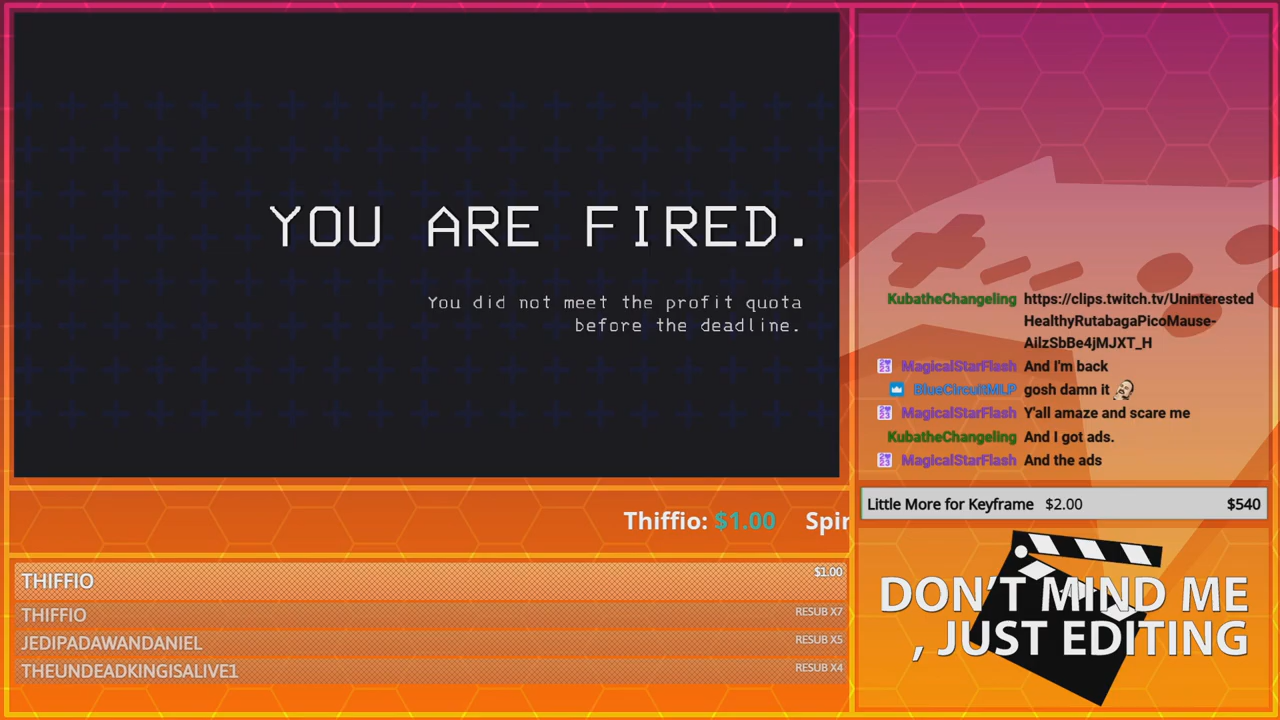 YOU ARE FIRED.
You did not meet the profit quota
before the deadline.
KubatheChangeling https://clips.twitch.tv/Uninterested
HealthyRutabagaPicoMause-
AilzSbBe4jMJXT_H
MagicalStarFlash And I'm back
BlueCircuitMLP gosh damn it
MagicalStarFlash Y'all amaze and scare me
KubatheChangeling And I got ads.
MagicalStarFlash And the ads
Little More for Keyframe $2.00 $540
Thiffio: $1.00 Spir
THIFFIO $1.00
THIFFIO RESUB X7
JEDIPADAWANDANIEL RESUB X5
THEUNDEADKINGISALIVE1 RESUB X4
DON'T MIND ME
, JUST EDITING